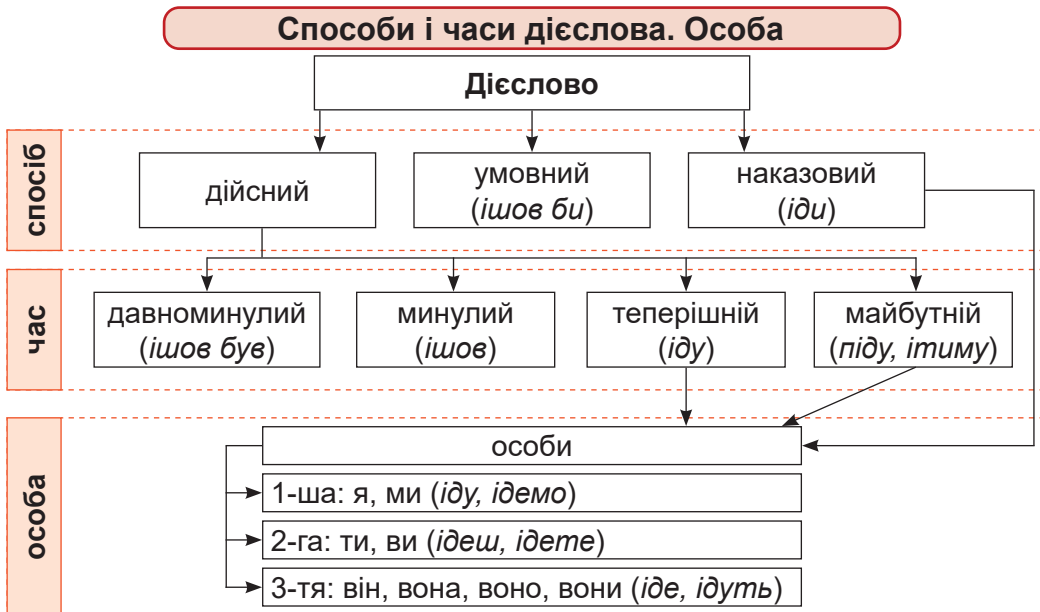 Способи і часи дієслова. Особа
Дієслово
спосіб
дійсний
умовний
(ішов би)
наказовий
(іди)
час
давноминулий
(ішов був)
минулий
(ішов)
теперішній
(іду)
майбутній
(піду, ітиму)
особа
особи
1-ша: я, ми (іду, ідемо)
2-га: ти, ви (ідеш, ідете)
3-тя: він, вона, воно, вони (іде, ідуть)